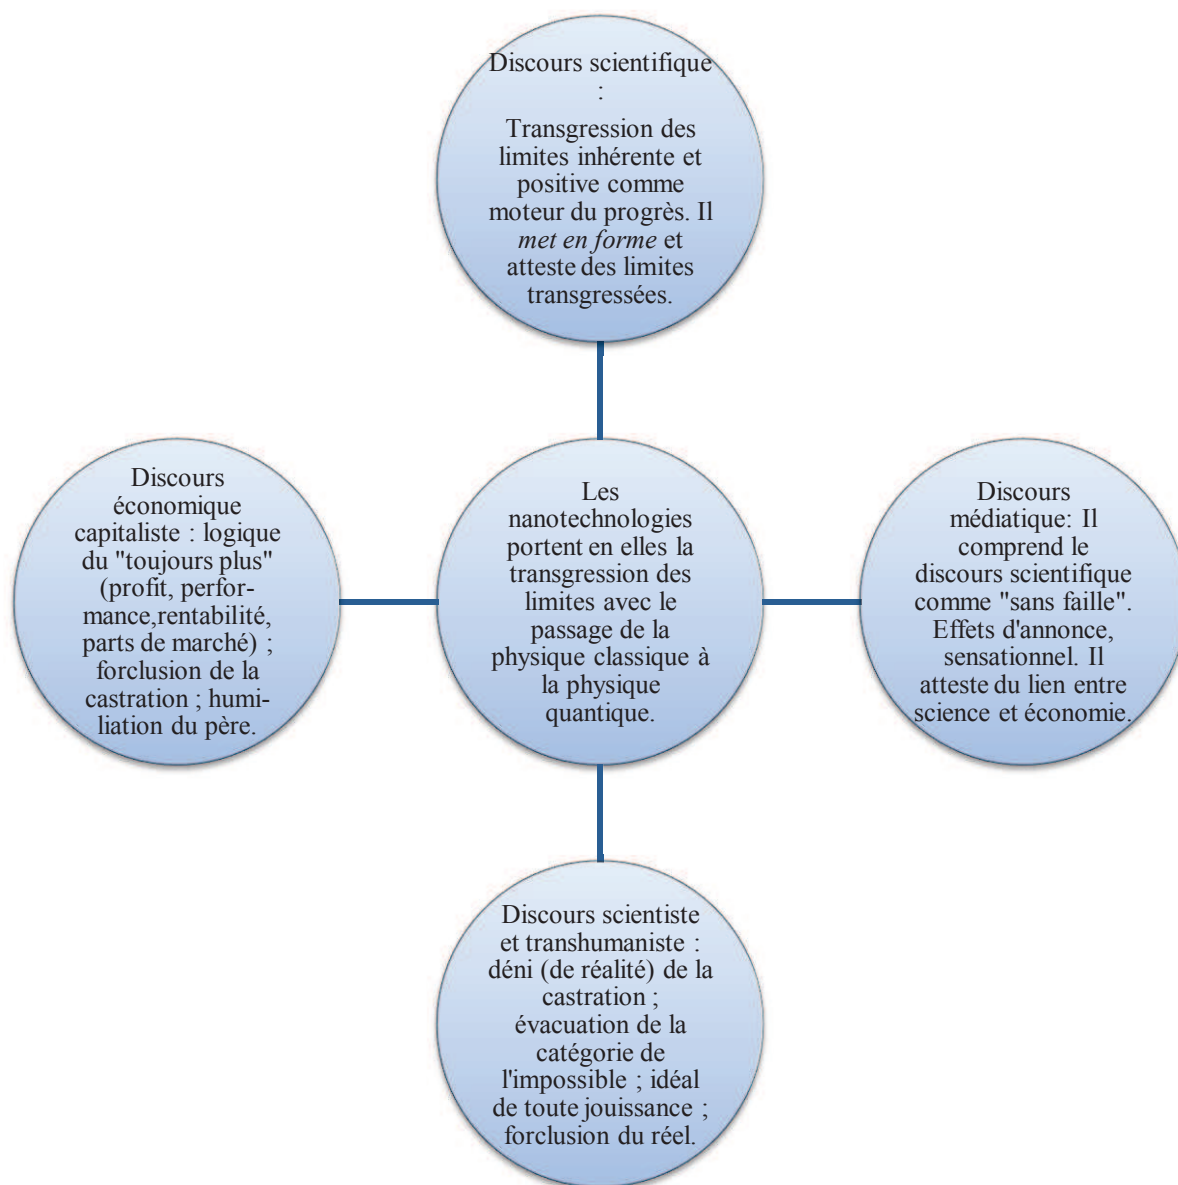 Discours scientifique
:
Transgression des
limites inhérente et
positive comme
moteur du progrès. Il
met en forme et
atteste des limites
transgressées.
Discours
économique
capitaliste : logique
du "toujours plus"
(profit, perfor-
mance,rentabilité,
parts de marché) ;
forclusion de la
castration ; humi-
liation du père.
Les
nanotechnologies
portent en elles la
transgression des
limites avec le
passage de la
physique classique à
la physique
quantique.
Discours
médiatique: Il
comprend le
discours scientifique
comme "sans faille".
Effets d'annonce,
sensationnel. Il
atteste du lien entre
science et économie.
Discours scientiste
et transhumaniste :
déni (de réalité) de la
castration ;
évacuation de la
catégorie de
l'impossible ; idéal
de toute jouissance ;
forclusion du réel.